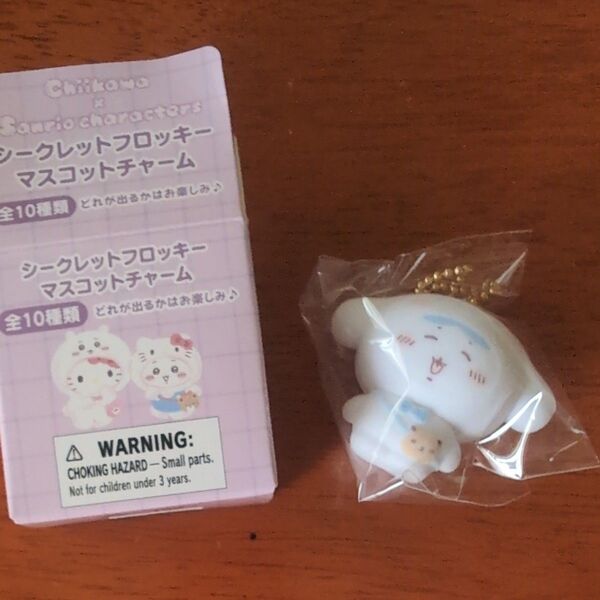 Chiikawa
×
Sanrio characters
シークレットフロッキー
マスコットチャーム
全10種類 どれが出るかはお楽しみ♪
シークレットフロッキー
マスコットチャーム
全10種類 どれが出るかはお楽しみ♪
WARNING:
CHOKING HAZARD — Small parts.
Not for children under 3 years.